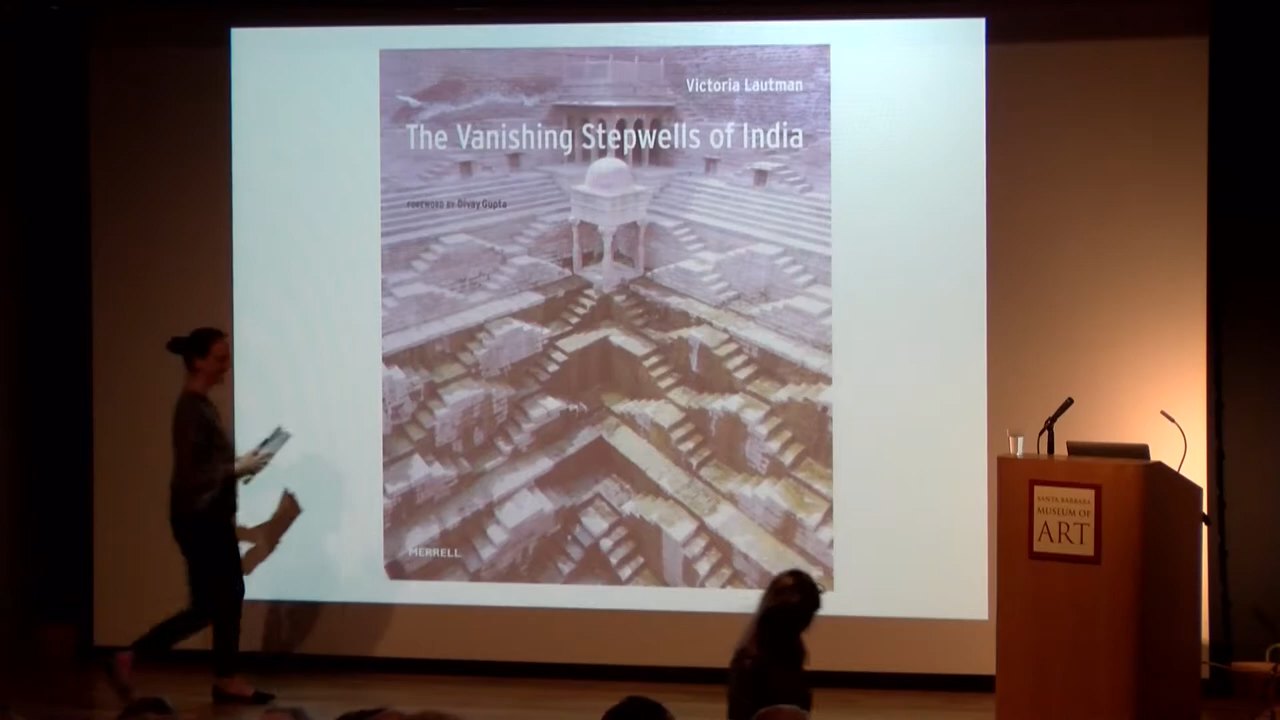 Victoria Lautman
The Vanishing Stepwells of India
FOREWORD BY Divay Gupta
MERRELL
SANTA BARBARA
MUSEUM OF
ART